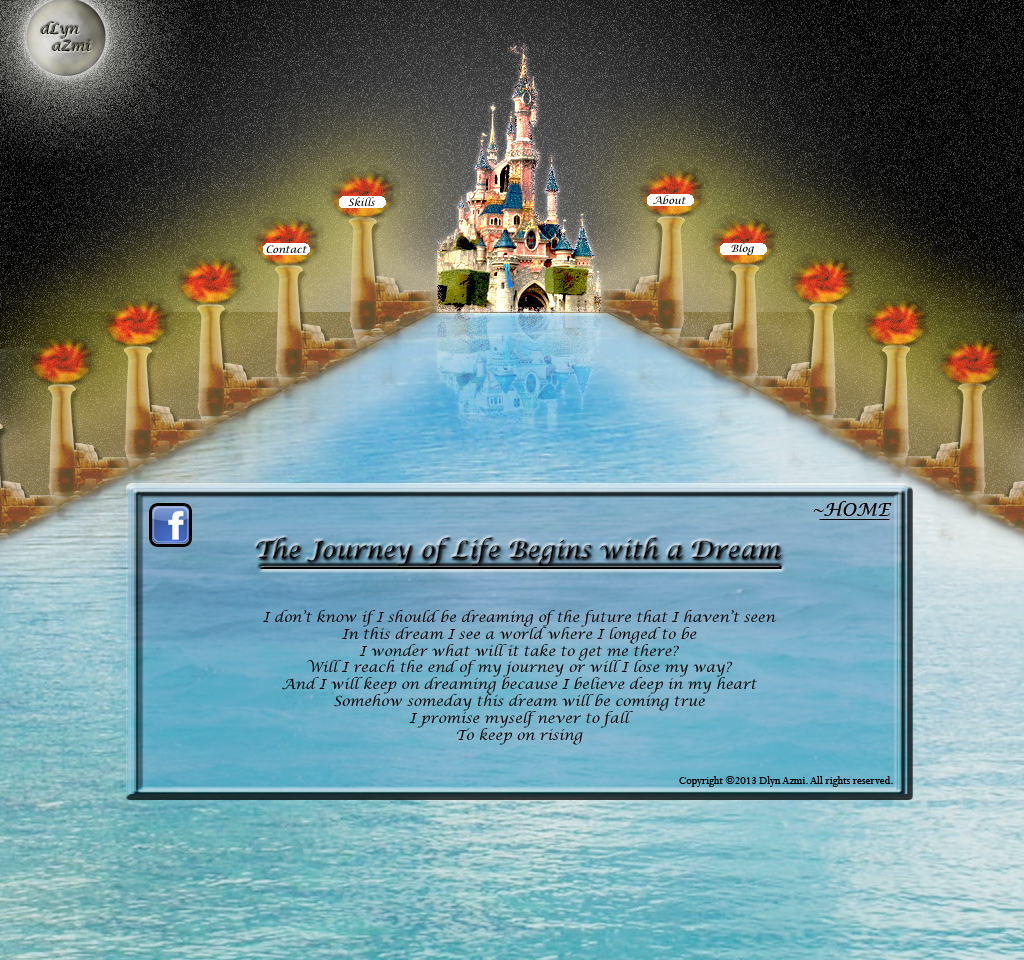 dLyn
aZmi
Skills
About
Contact
Blog
~HOME
The Journey of Life Begins with a Dream
I don't know if I should be dreaming of the future that I haven't seen
In this dream I see a world where I longed to be
I wonder what will it take to get me there?
Will I reach the end of my journey or will I lose my way?
And I will keep on dreaming because I believe deep in my heart
Somehow someday this dream will be coming true
I promise myself never to fall
To keep on rising
Copyright ©2013 Dlyn Azmi. All rights reserved.